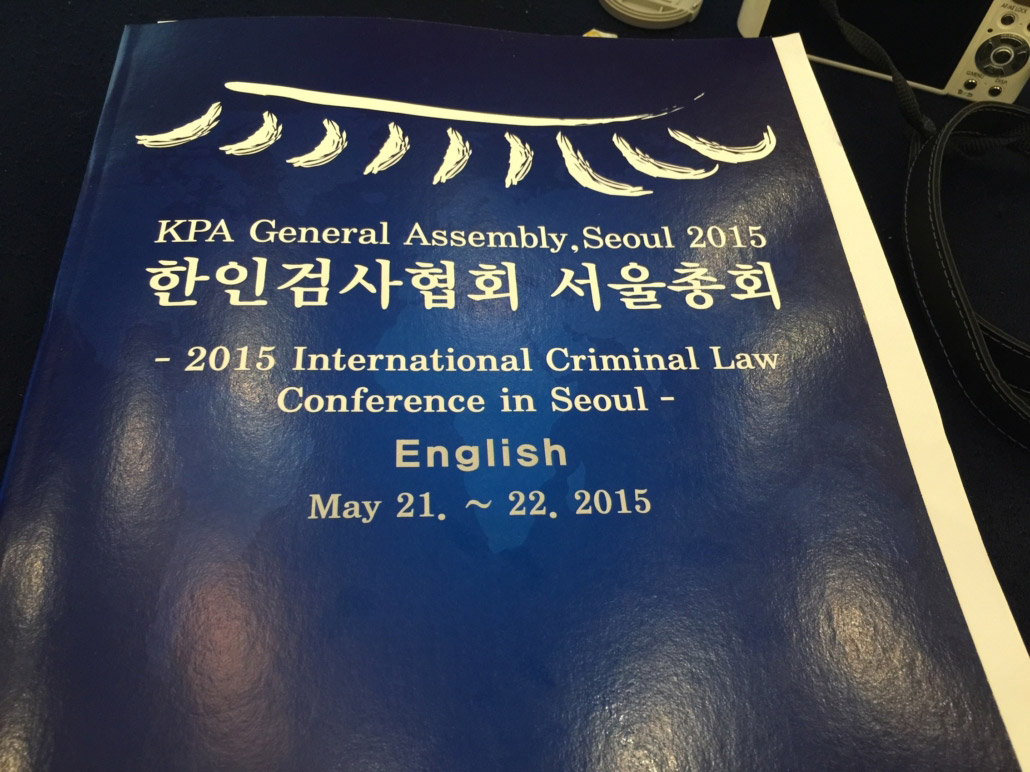 KPA General Assembly, Seoul 2015
한인검사협회 서울총회
- 2015 International Criminal Law
Conference in Seoul -
English
May 21. ~ 22. 2015